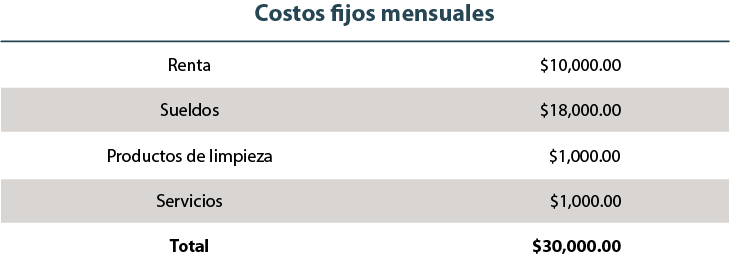 Costos fijos mensuales
Renta $10,000.00
Sueldos $18,000.00
Productos de limpieza $1,000.00
Servicios $1,000.00
Total $30,000.00